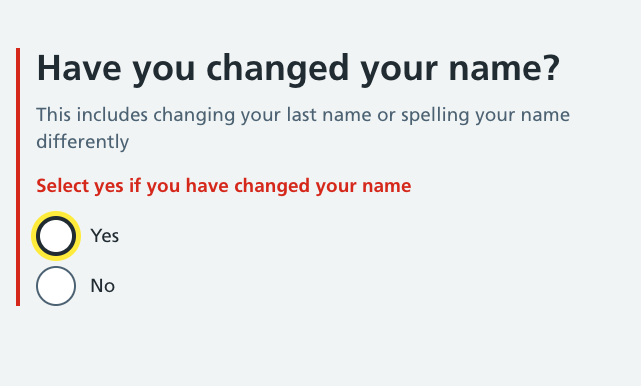 Have you changed your name?
This includes changing your last name or spelling your name
differently
Select yes if you have changed your name
Yes
No